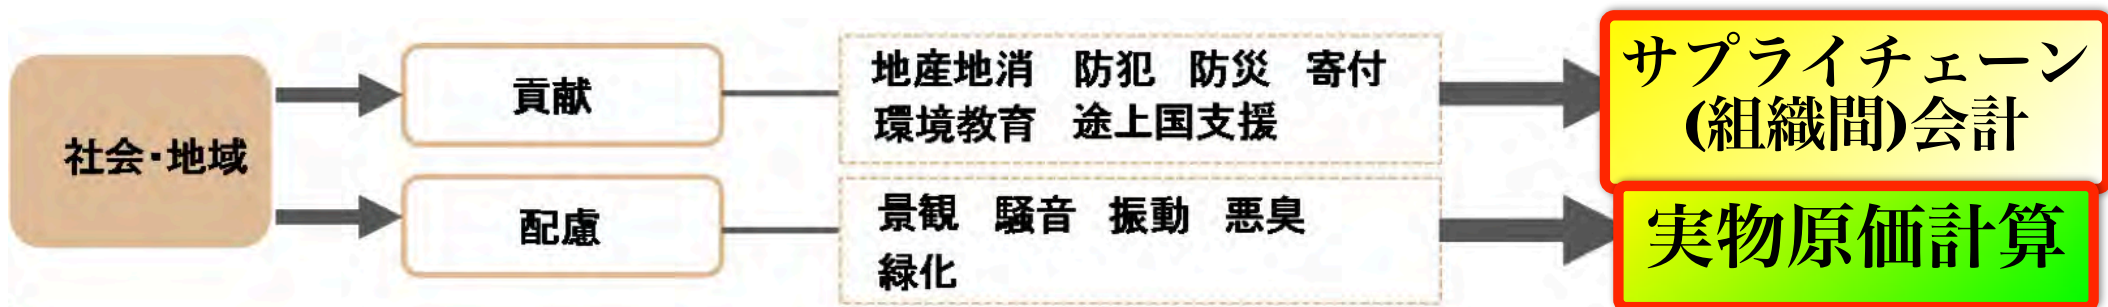 社会・地域
貢献
地産地消 防犯 防災 寄付
環境教育 途上国支援
サプライチェーン
(組織間)会計
配慮
景観 騒音 振動 悪臭
緑化
実物原価計算